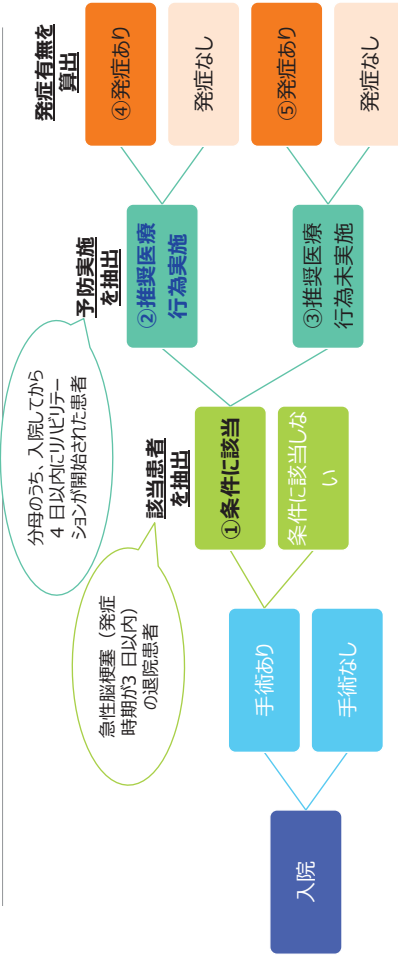 入院
手術あり
手術なし
急性脳梗塞（発症
時期が3 日以内）
の退院患者
該当患者
を抽出
①条件に該当
条件に該当しな
い
分母のうち、入院してから
4 日以内にリハビリテー
ションが開始された患者
予防実施
を抽出
②推奨医療
行為実施
③推奨医療
行為未実施
発症有無を
算出
④発症あり
発症なし
⑤発症あり
発症なし